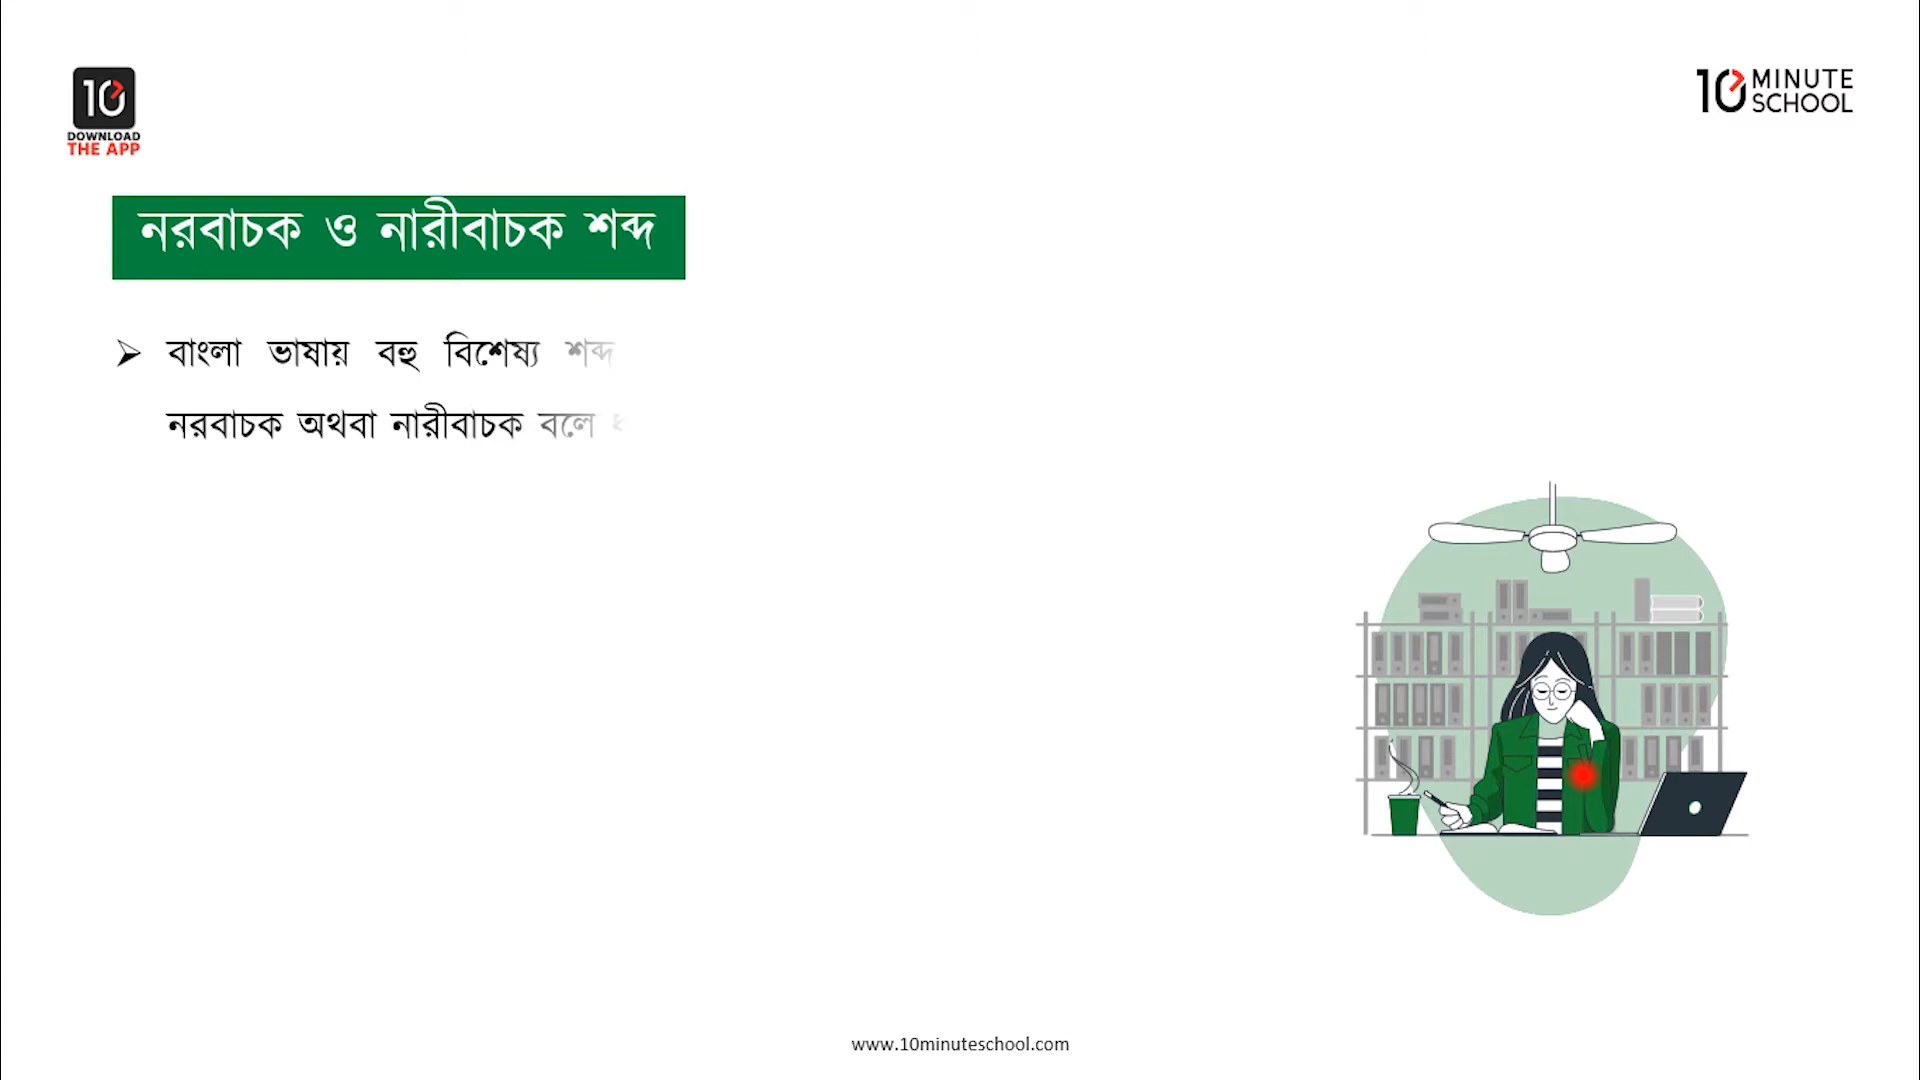 10
DOWNLOAD
THE APP
10 MINUTE
SCHOOL
নরবাচক ও নারীবাচক শব্দ
➢ বাংলা ভাষায় বহু বিশেষ্য শব্দ
নরবাচক অথবা নারীবাচক বলে
www.10minuteschool.com